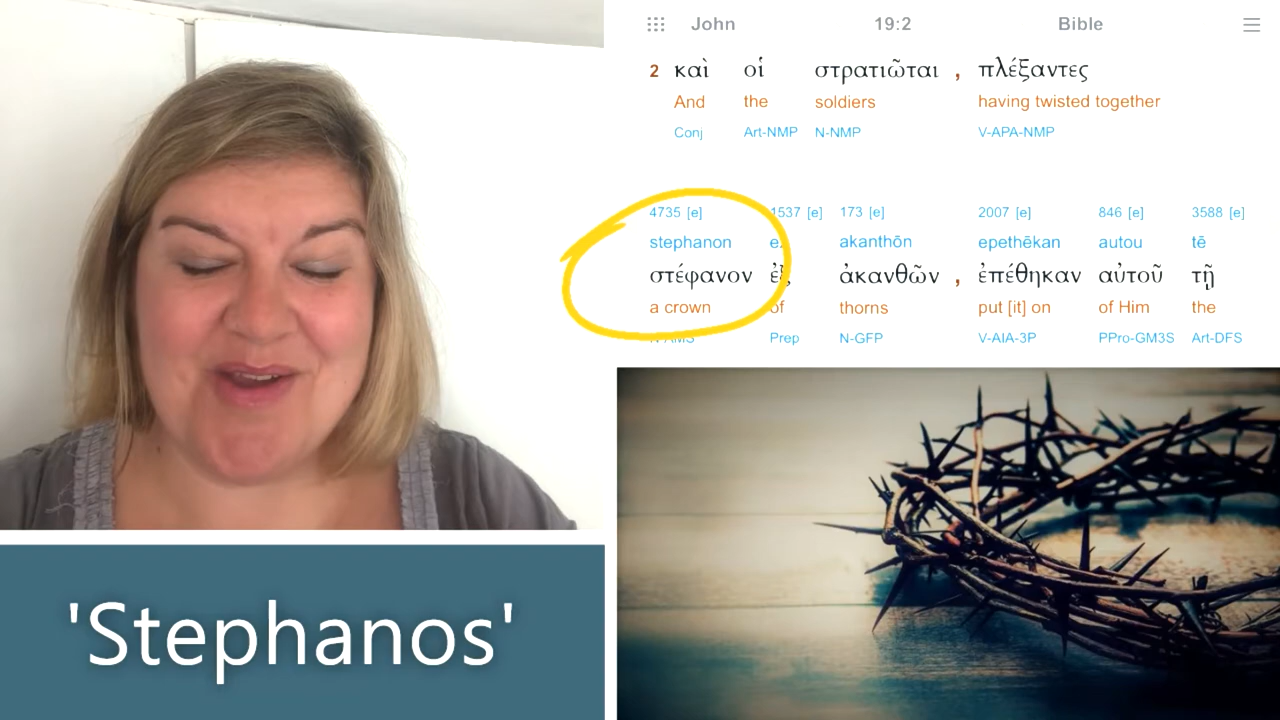 John 19:2 Bible
2 καὶ οἱ στρατιῶται , πλέξαντες
And the soldiers having twisted together
Conj Art-NMP N-NMP V-APA-NMP
4735 [e] 1537 [e] 173 [e] 2007 [e] 846 [e] 3588 [e]
stephanon akanthōn epethēkan autou tē
στέφανον ἐξ ἀκανθῶν , ἐπέθηκαν αὐτοῦ τῇ
a crown of thorns put [it] on of Him the
N-AMS Prep N-GFP V-AIA-3P PPro-GM3S Art-DFS
'Stephanos'